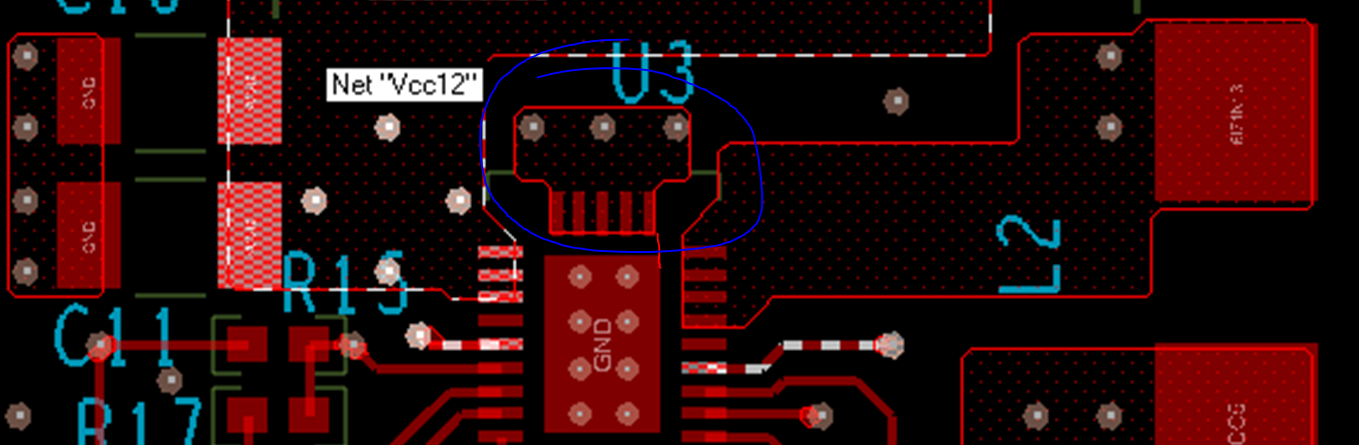 U3
Net "Vcc12"
GND
GND
L2
R15
C11
GND
R17